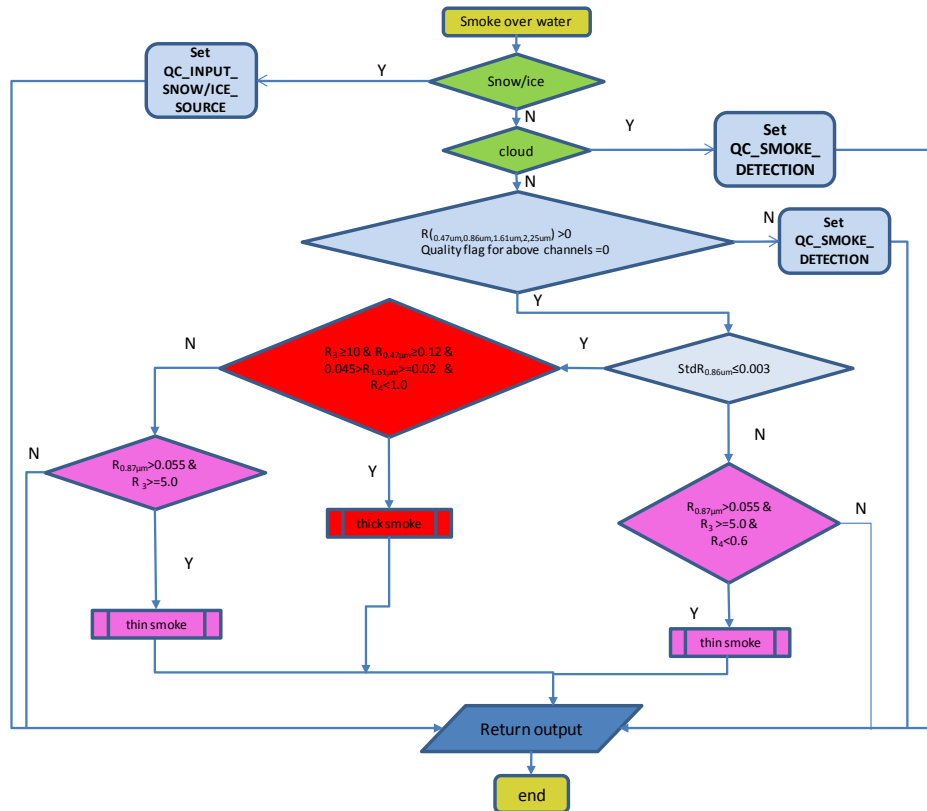 Smoke over water
Set
QC_INPUT_
SNOW/ICE_
SOURCE
Y
Snow/ice
N
Y
Set
QC_SMOKE_
DETECTION
cloud
N
R(0.47um,0.86um,1.61um,2,25um) >0
Quality flag for above channels =0
N
Set
QC_SMOKE_
DETECTION
Y
N
R3≥10 & R0.47µm≥0.12 &
0.045>R1.61µm>=0.02 &
R4<1.0
Y
StdR0.86um≤0.003
N
N
R0.87µm>0.055 &
R 3>=5.0
Y
R0.87µm>0.055 &
R3 >=5.0 &
R4<0.6
N
thick smoke
Y
Y
thin smoke
thin smoke
Return output
end